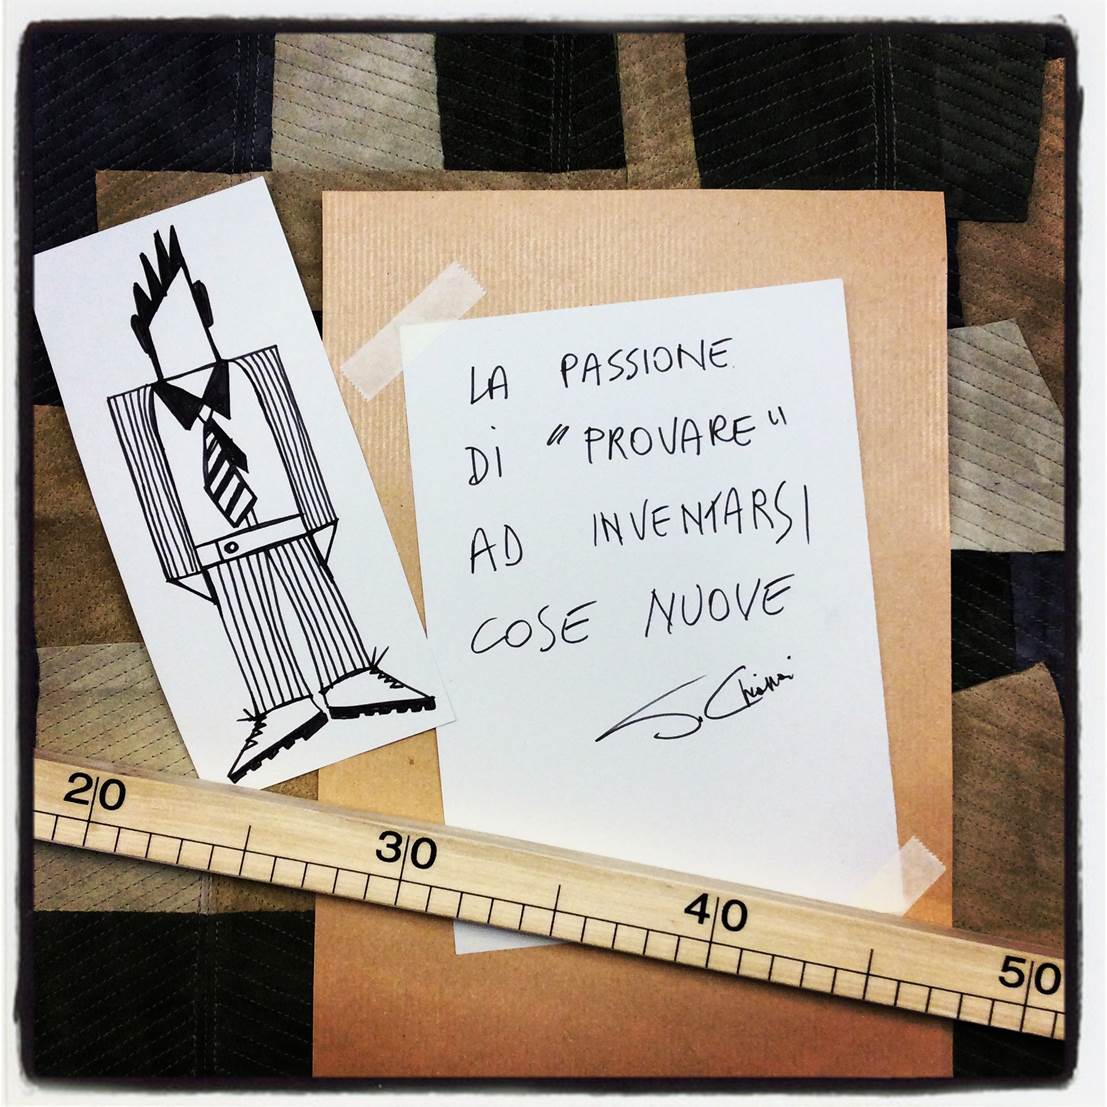 LA PASSIONE
Di "PROVARE"
AD INVENTARSI
COSE NUOVE
20
30
40
50